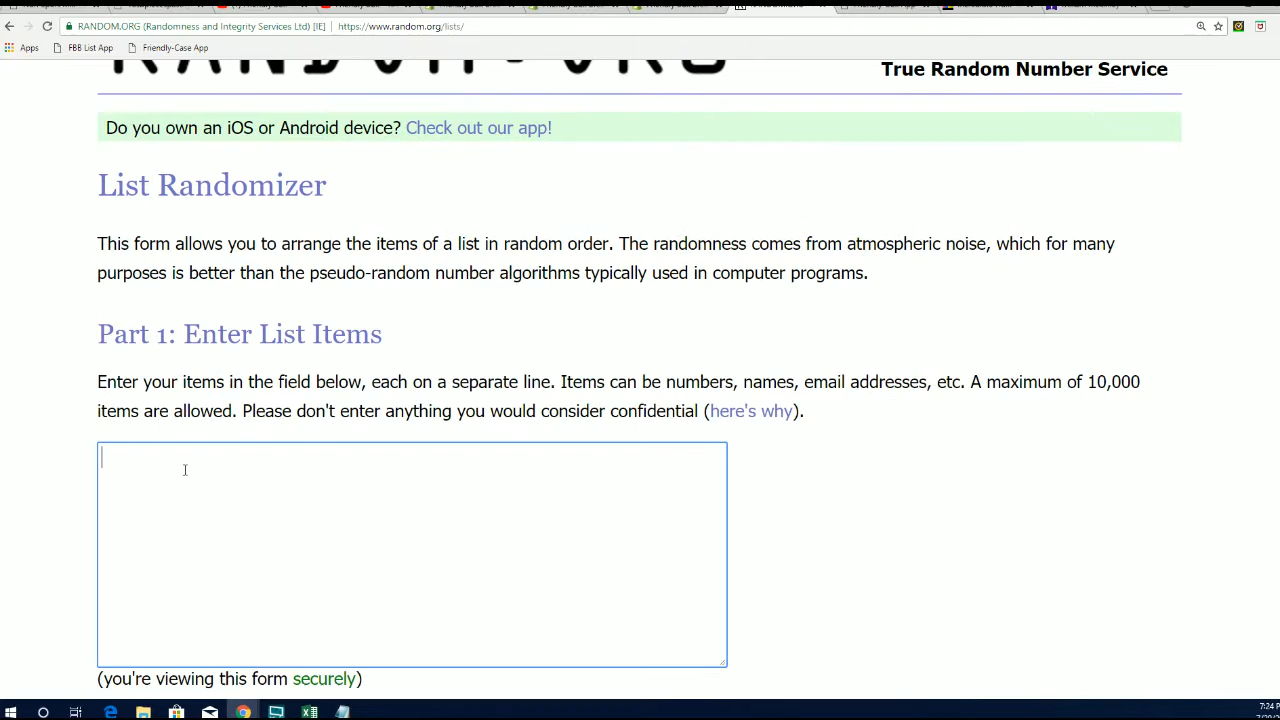 RANDOM.ORG (Randomness and Integrity Services Ltd) [IE] https://www.random.org/lists/
Apps FBB List App Friendly-Case App
RANDOM.ORG
True Random Number Service
Do you own an iOS or Android device? Check out our app!
List Randomizer
This form allows you to arrange the items of a list in random order. The randomness comes from atmospheric noise, which for many
purposes is better than the pseudo-random number algorithms typically used in computer programs.
Part 1: Enter List Items
Enter your items in the field below, each on a separate line. Items can be numbers, names, email addresses, etc. A maximum of 10,000
items are allowed. Please don't enter anything you would consider confidential (here's why).
(you're viewing this form securely)
7:24 P